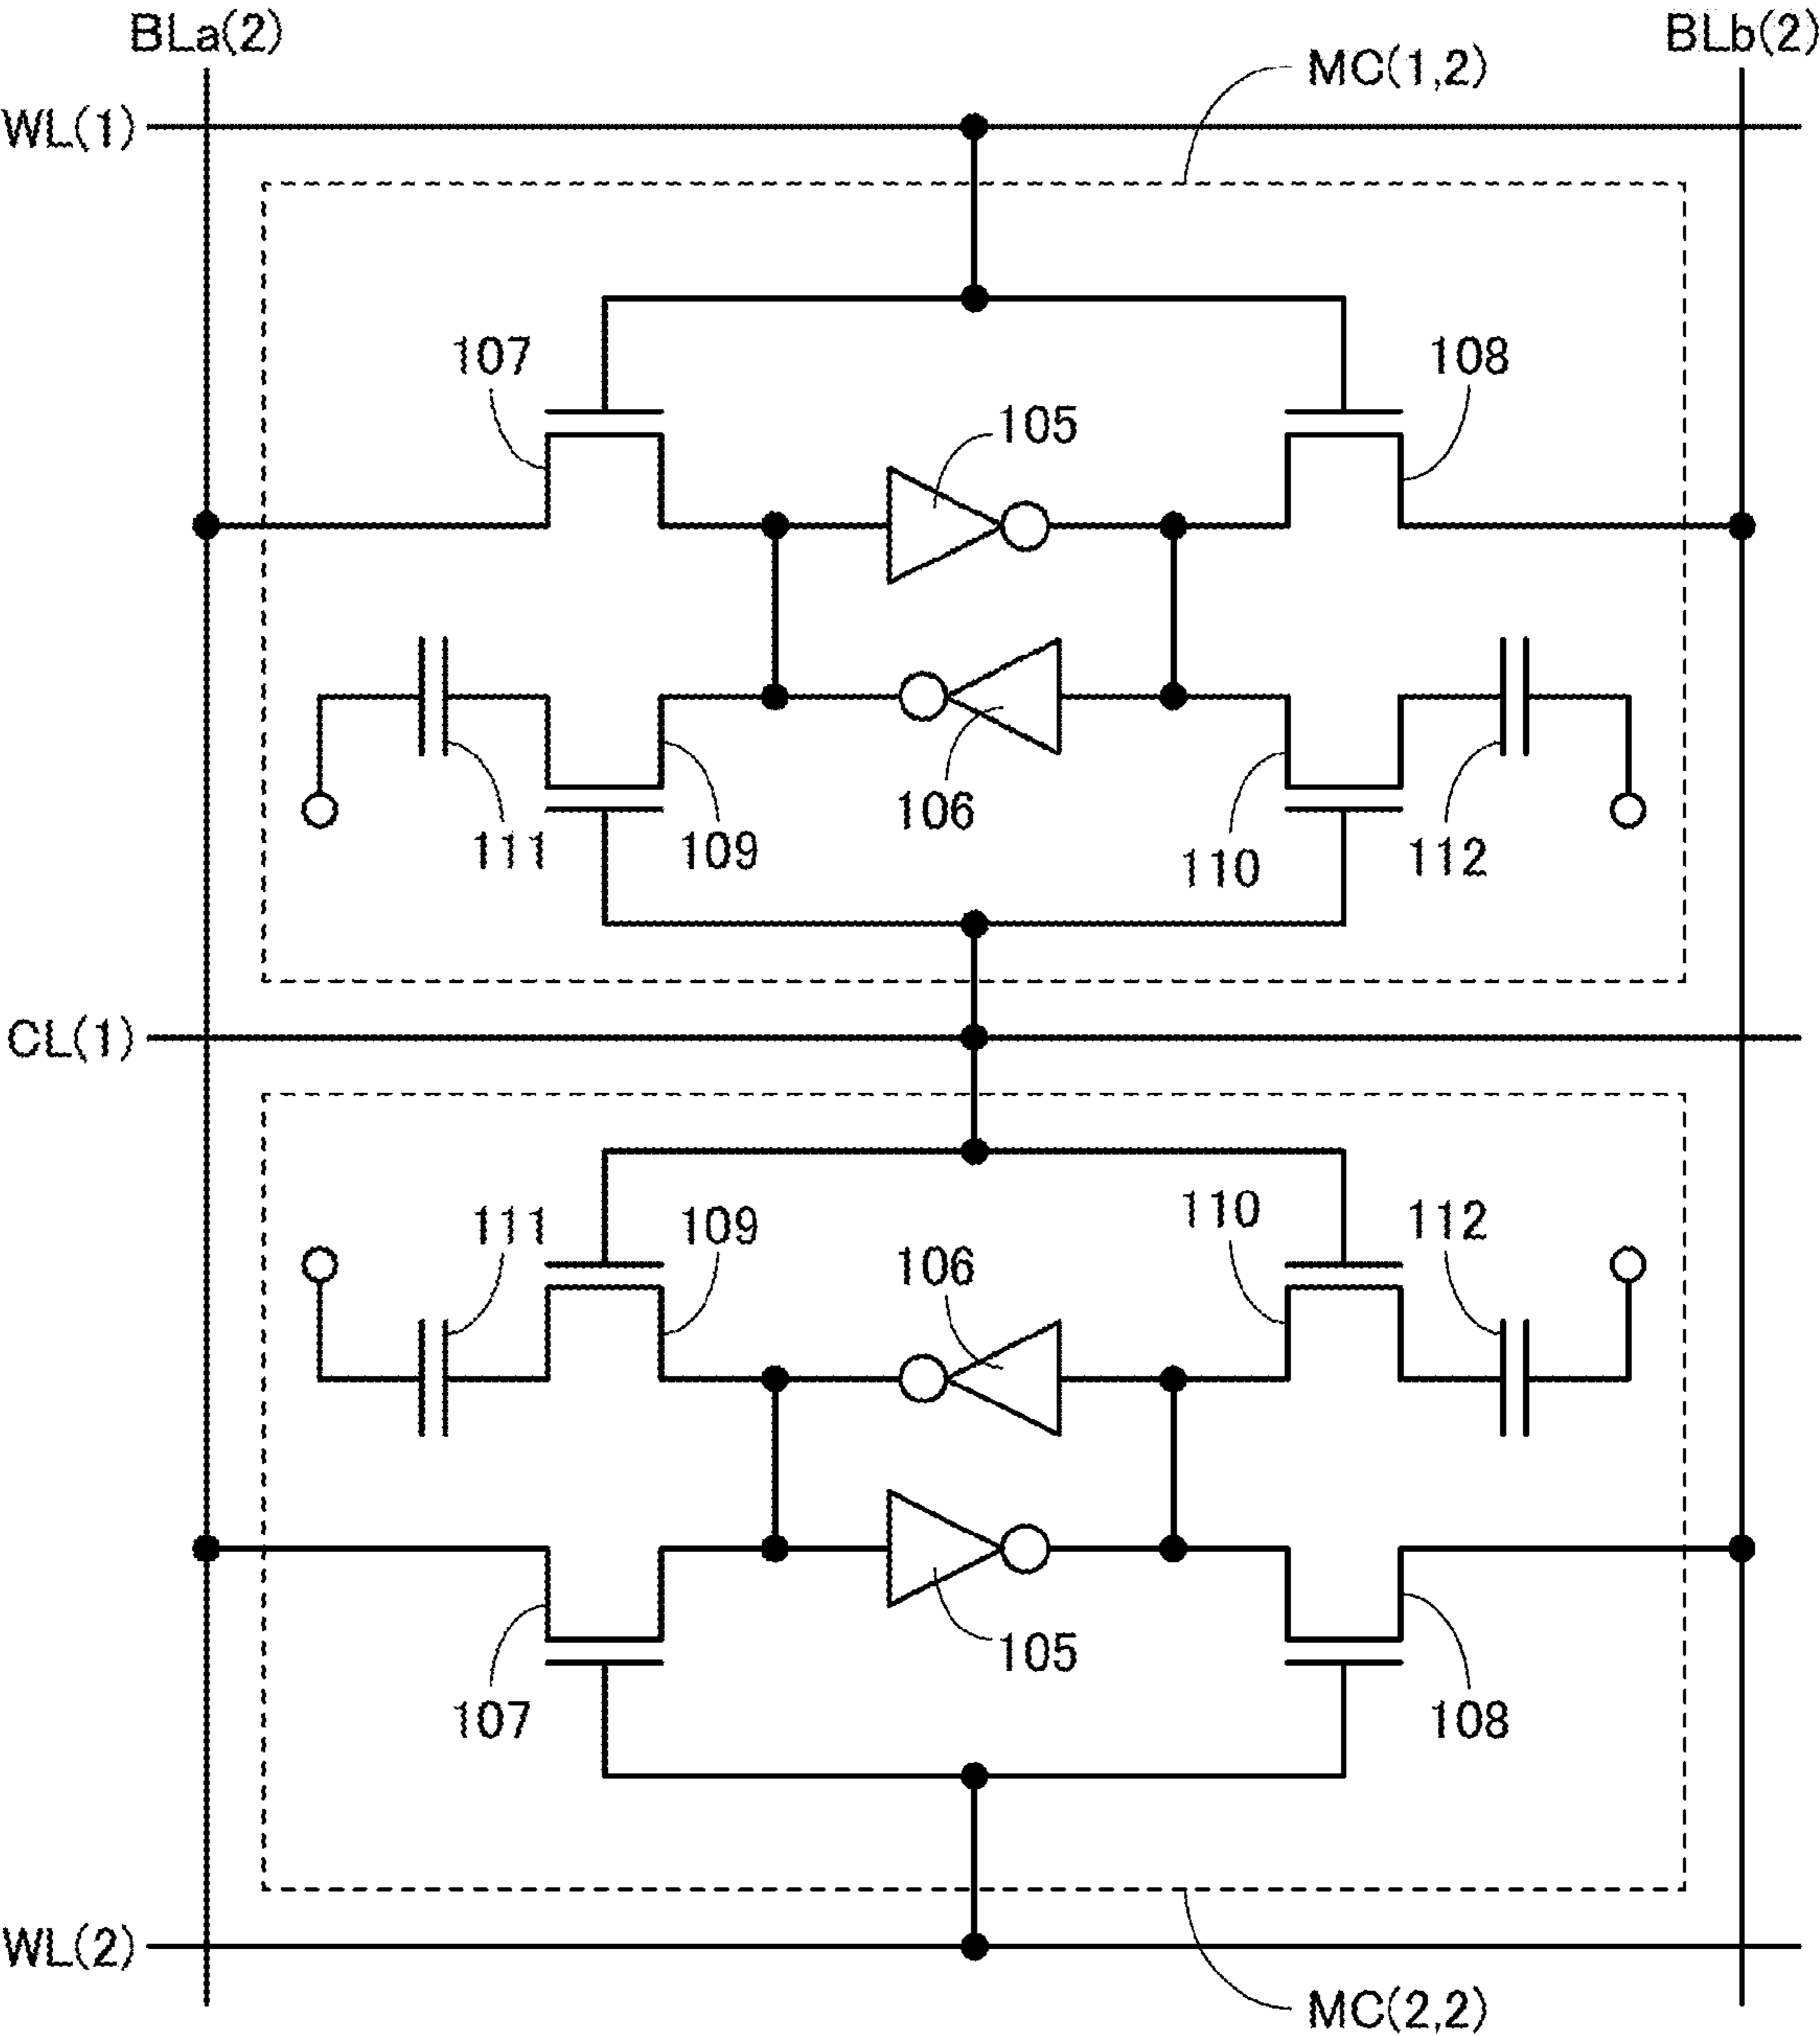 BLa(2) BLb(2)
MC(1,2)
WL(1)
107 108
105
106
111 109 110 112
CL(1)
111 109 110 112
106
105
107 108
WL(2)
MC(2,2)